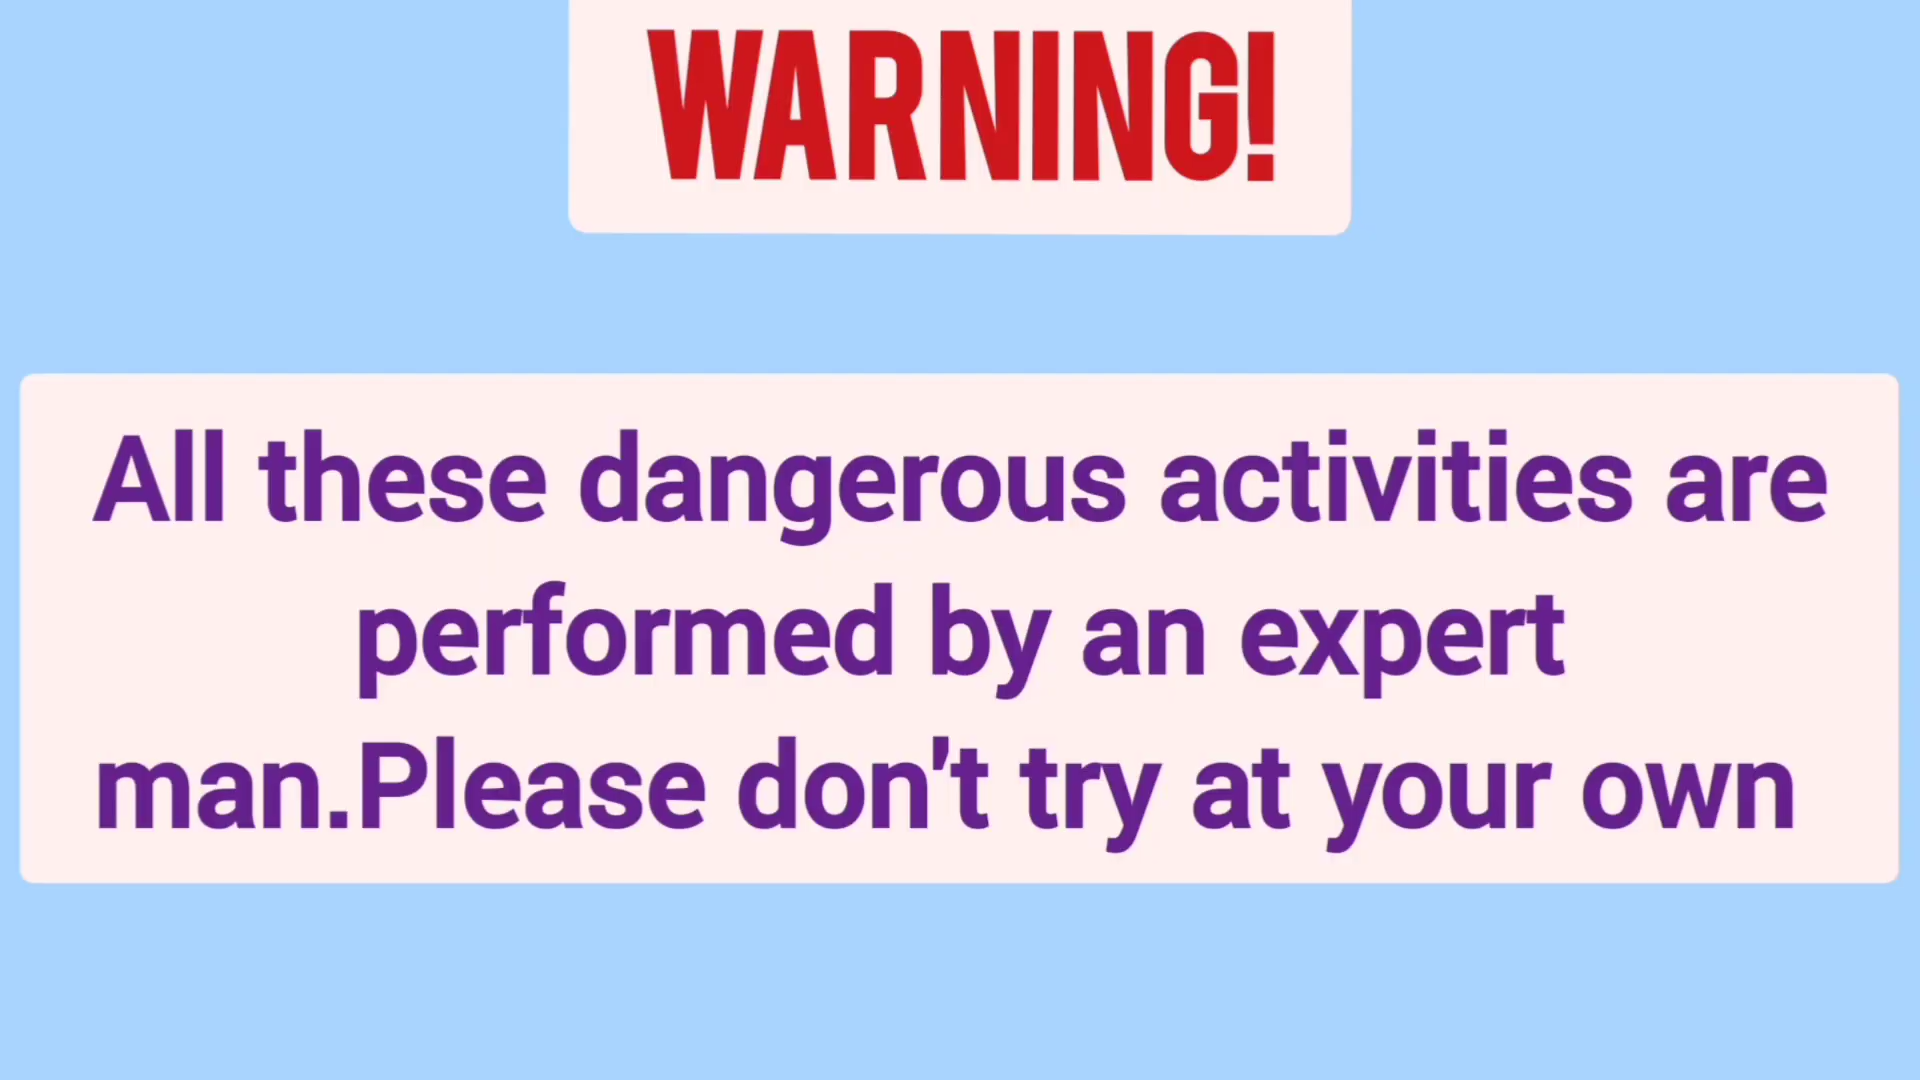 WARNING!
All these dangerous activities are
performed by an expert
man.Please don't try at your own